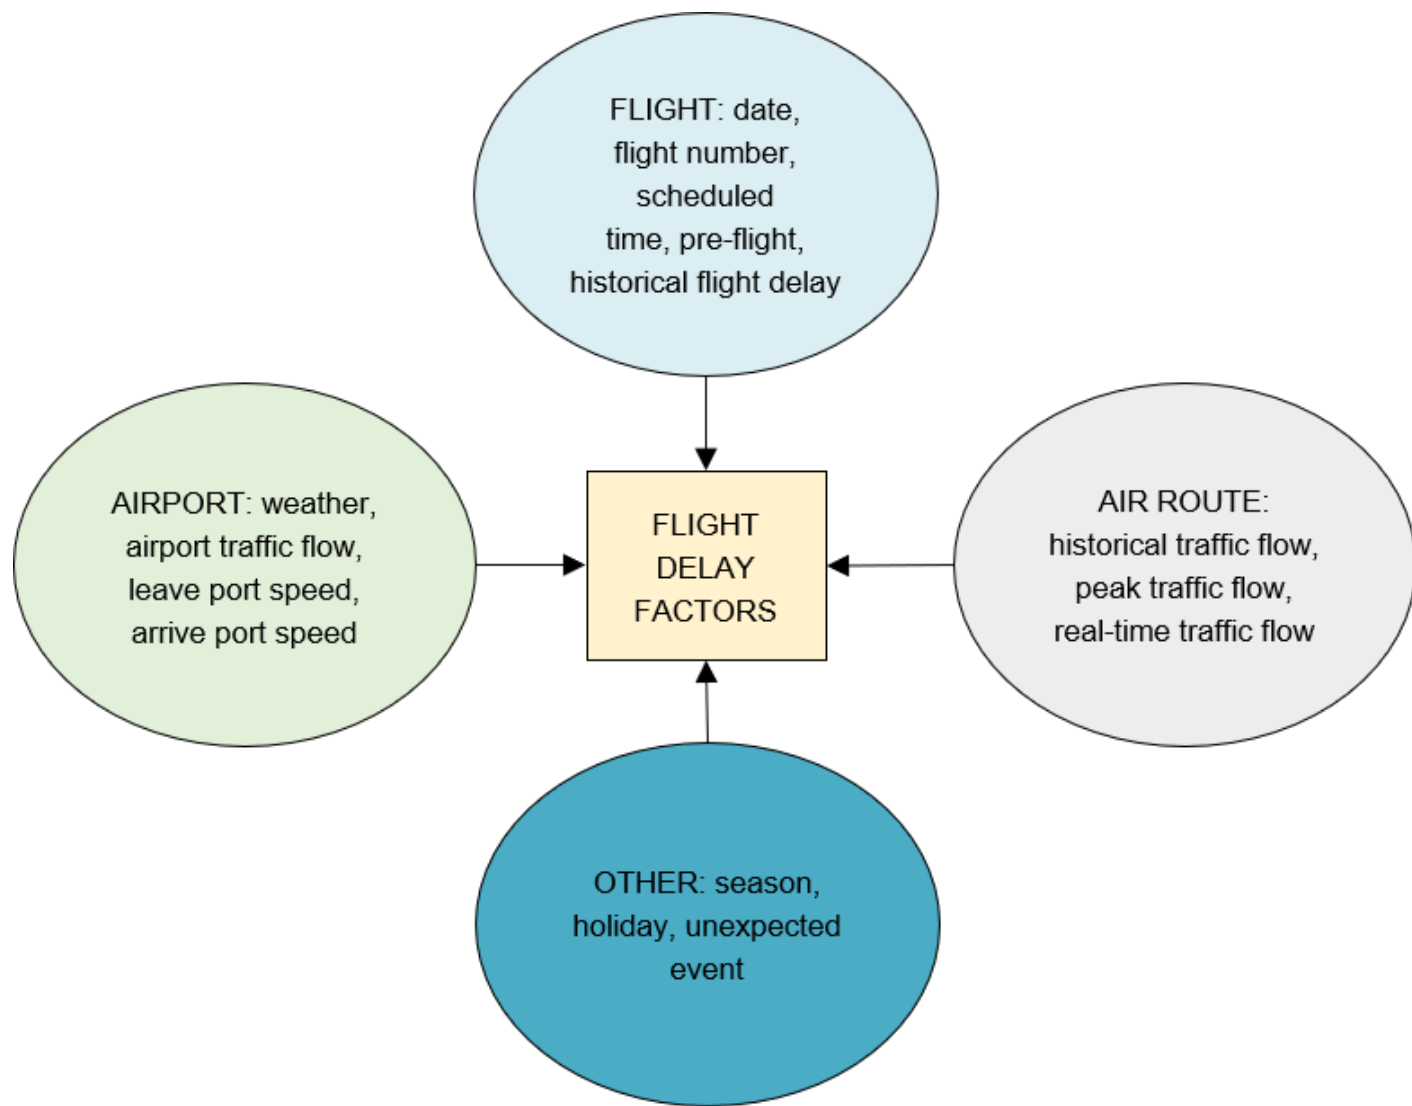 FLIGHT: date,
flight number,
scheduled
time, pre-flight,
historical flight delay
AIRPORT: weather,
airport traffic flow,
leave port speed,
arrive port speed
FLIGHT
DELAY
FACTORS
AIR ROUTE:
historical traffic flow,
peak traffic flow,
real-time traffic flow
OTHER: season,
holiday, unexpected
event